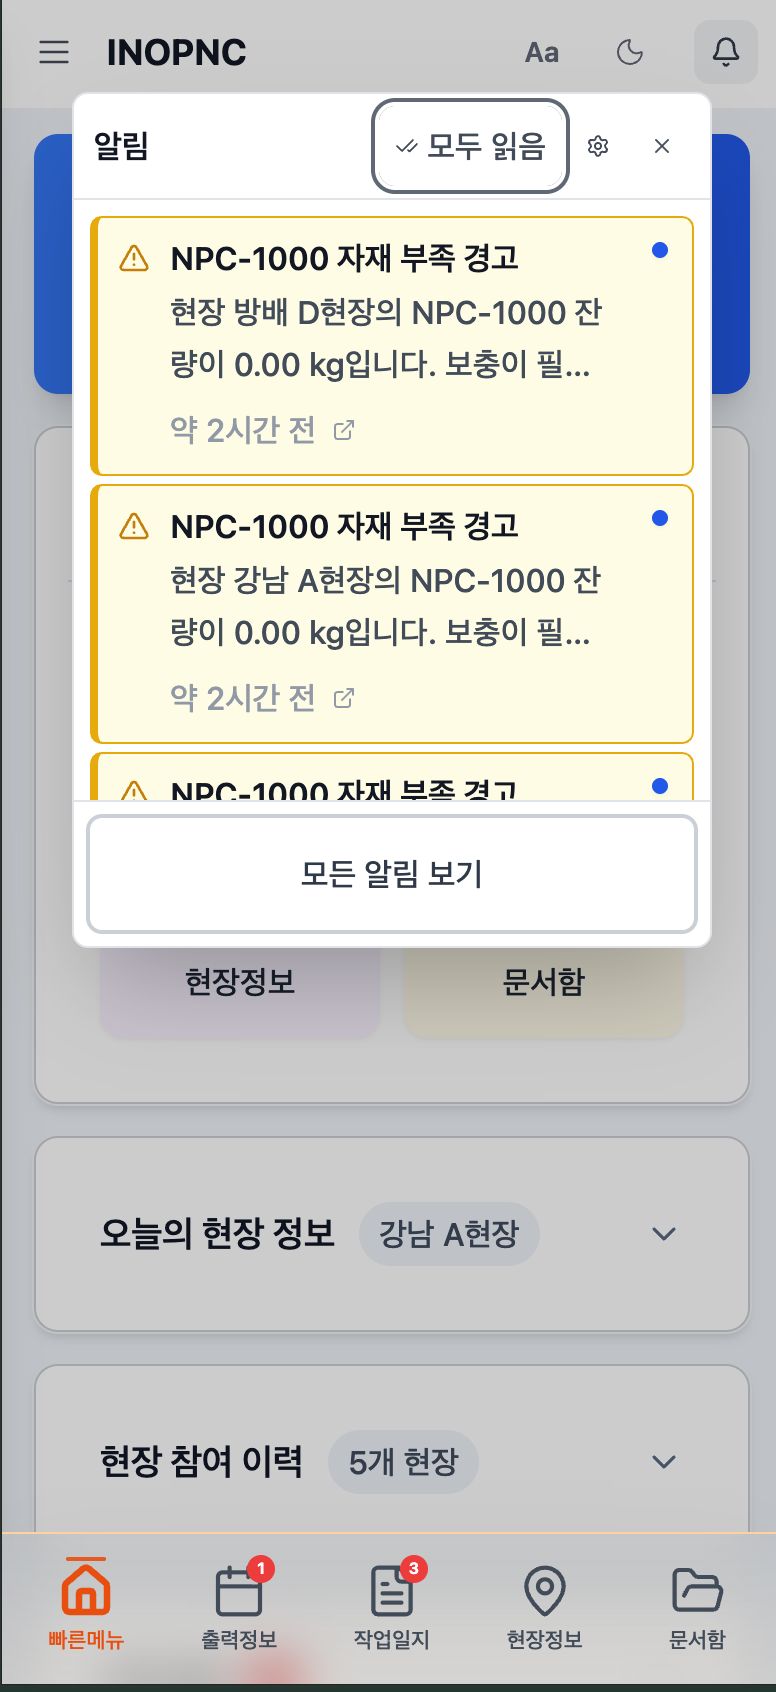 INOPNC
Aa
알림
모두 읽음
NPC-1000 자재 부족 경고
현장 방배 D현장의 NPC-1000 잔
량이 0.00 kg입니다. 보충이 필...
약 2시간 전
NPC-1000 자재 부족 경고
현장 강남 A현장의 NPC-1000 잔
량이 0.00 kg입니다. 보충이 필...
약 2시간 전
NPC-1000 자재 부족 경고
모든 알림 보기
현장정보
문서함
오늘의 현장 정보
강남 A현장
현장 참여 이력
5개 현장
1
3
빠른메뉴
출력정보
작업일지
현장정보
문서함